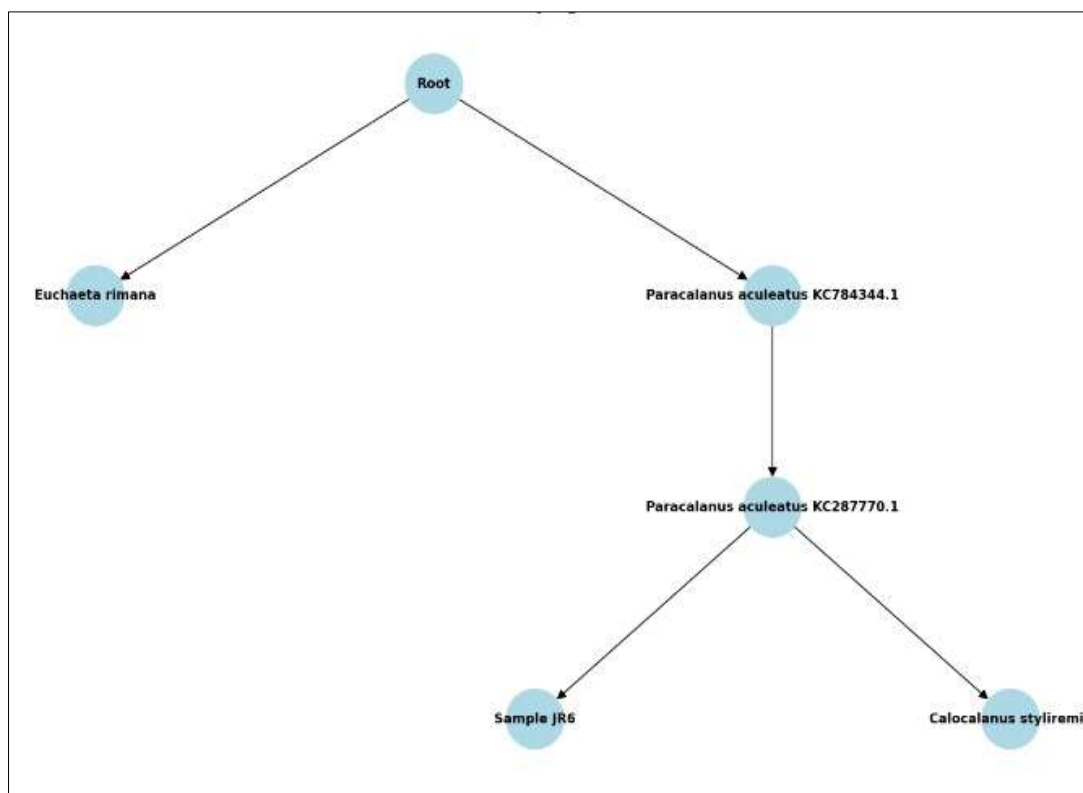 Root
Euchaeta rimana
Paracalanus aculeatus KC784344.1
Paracalanus aculeatus KC287770.1
Sample JR6
Calocalanus styliremi